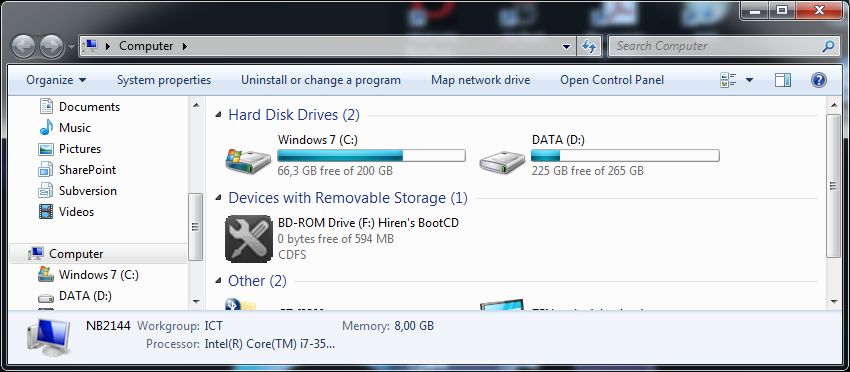 Computer
Search Computer
Organize
System properties
Uninstall or change a program
Map network drive
Open Control Panel
Documents
Music
Pictures
SharePoint
Subversion
Videos
Computer
Windows 7 (C:)
DATA (D:)
Hard Disk Drives (2)
Windows 7 (C:)
66,3 GB free of 200 GB
DATA (D:)
225 GB free of 265 GB
Devices with Removable Storage (1)
BD-ROM Drive (F:) Hiren's BootCD
0 bytes free of 594 MB
CDFS
Other (2)
NB2144 Workgroup: ICT Memory: 8,00 GB
Processor: Intel(R) Core(TM) i7-35...